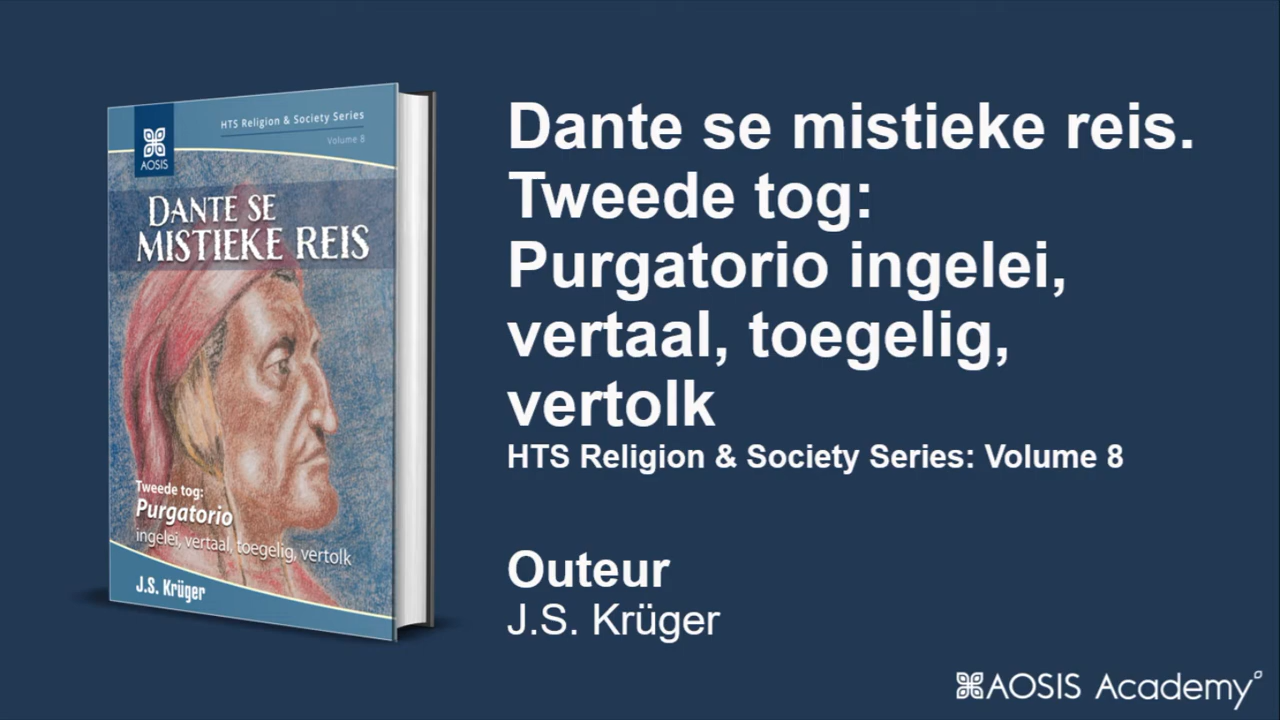 HTS Religion & Society Series
Volume 8
AOSIS
DANTE SE
MISTIEKE REIS
Tweede tog:
Purgatorio
ingelei, vertaal, toegelig, vertolk
J.S. Krüger
Dante se mistieke reis.
Tweede tog:
Purgatorio ingelei,
vertaal, toegelig,
vertolk
HTS Religion & Society Series: Volume 8
Outeur
J.S. Krüger
AOSIS Academy